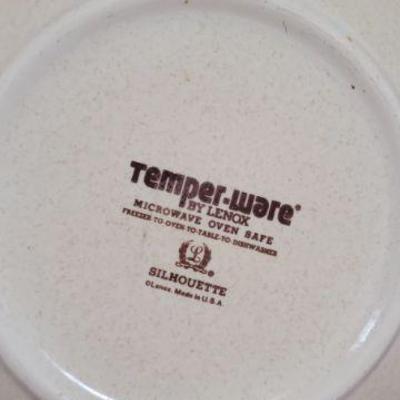 Temper-ware®
BY LENOX
MICROWAVE OVEN SAFE
FREEZER-TO-OVEN-TO-TABLE-TO DISHWASHER
L ®
SILHOUETTE
©Lenox. Made in U.S.A.